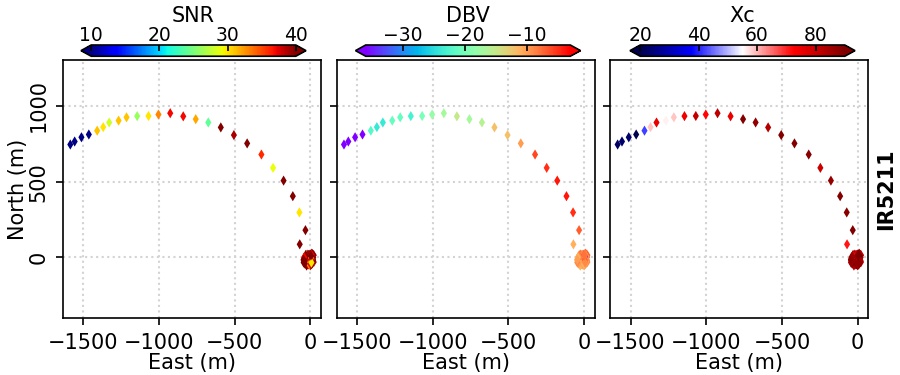 SNR DBV Xc
10 20 30 40 −30 −20 −10 20 40 60 80
1000
500
0
North (m)
−1500 −1000 −500 0 −1500 −1000 −500 0 −1500 −1000 −500 0
East (m) East (m) East (m)
IR5211